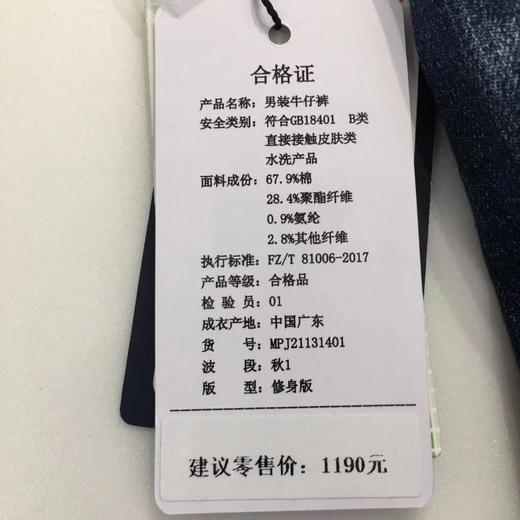 合格证
产品名称：男装牛仔裤
安全类别：符合GB18401 B类
直接接触皮肤类
水洗产品
面料成份：67.9%棉
28.4%聚酯纤维
0.9%氨纶
2.8%其他纤维
执行标准：FZ/T 81006-2017
产品等级：合格品
检 验 员：01
成衣产地：中国广东
货 号：MPJ21131401
波 段：秋1
版 型：修身版
建议零售价：1190元